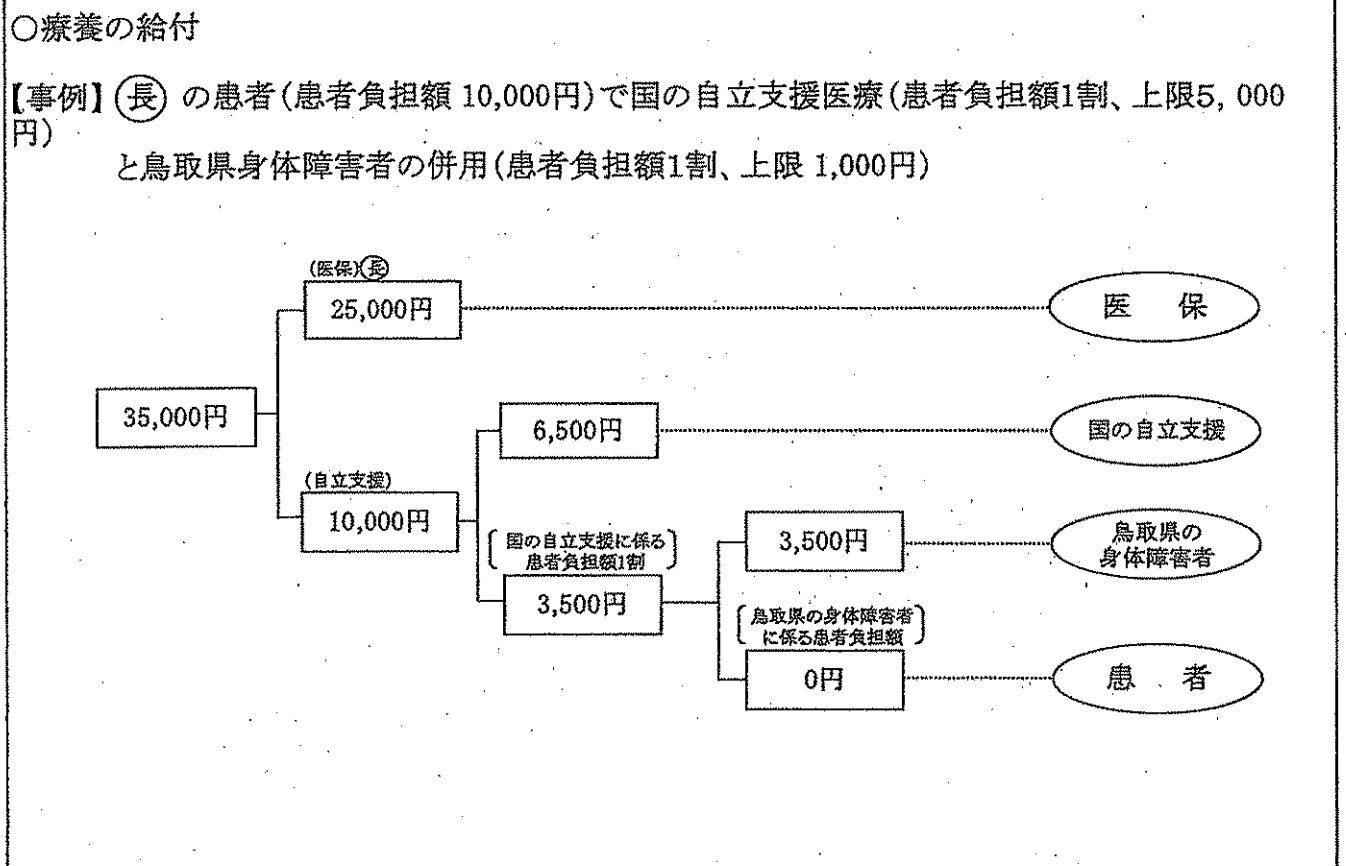 ○療養の給付
【事例】長 の患者(患者負担額 10,000円)で国の自立支援医療(患者負担額1割、上限5,000
円)
と鳥取県身体障害者の併用(患者負担額1割、上限 1,000円)
(医保)長
25,000円
医 保
35,000円
6,500円
国の自立支援
(自立支援)
10,000円
国の自立支援に係る
患者負担額1割
3,500円
3,500円
鳥取県の
身体障害者
鳥取県の身体障害者
に係る患者負担額
0円
患 者